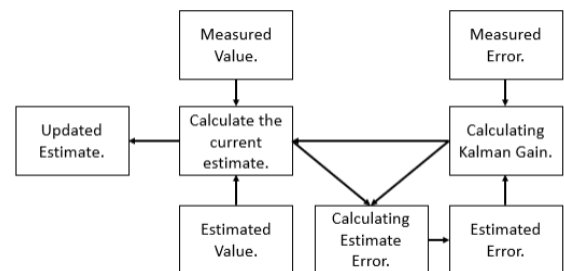 Measured
Value.
Measured
Error.
Updated
Estimate.
Calculate the
current
estimate.
Calculating
Kalman Gain.
Estimated
Value.
Calculating
Estimate
Error.
Estimated
Error.